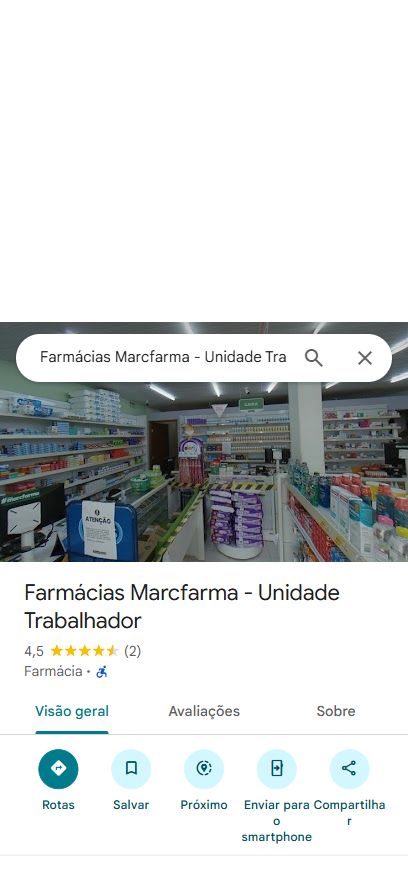 Farmácias Marcfarma - Unidade Tra
Marcfarma
ATENÇÃO
Farmácias Marcfarma - Unidade
Trabalhador
4,5 (2)
Farmácia ·
Visão geral Avaliações Sobre
Rotas Salvar Próximo Enviar para o smartphone Compartilhar